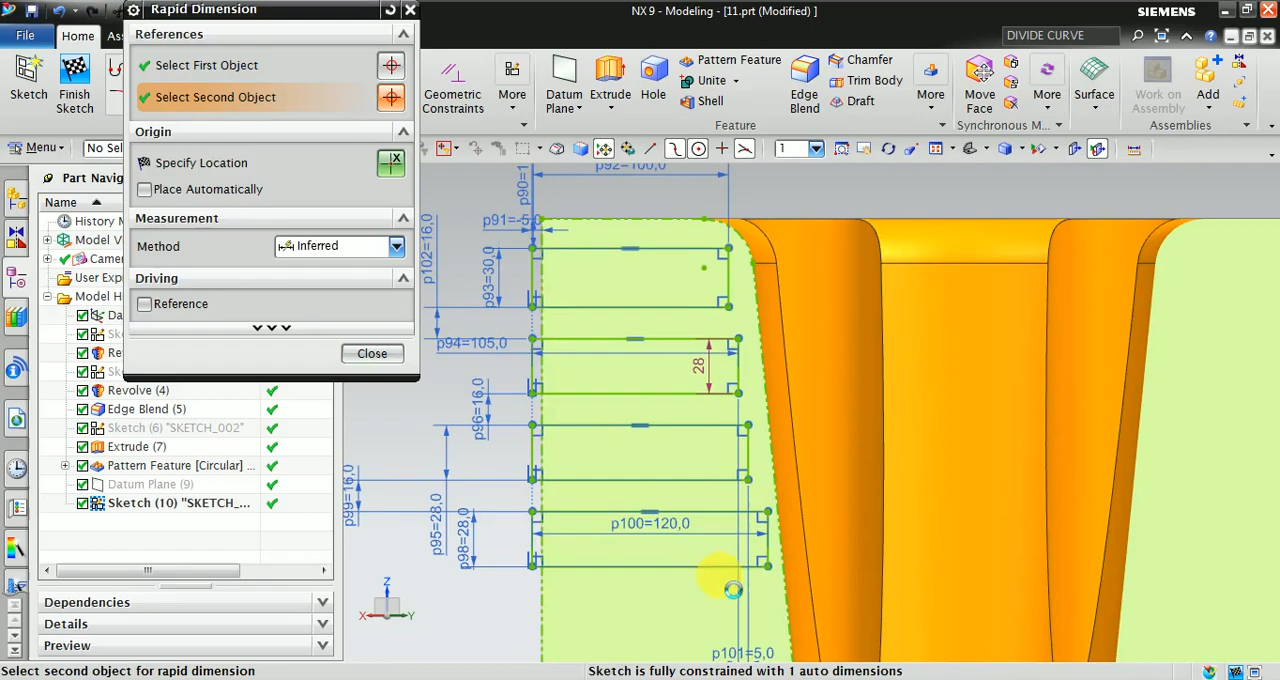 Rapid Dimension
NX 9 - Modeling - [11.prt (Modified) ]
SIEMENS
File
Home
References
DIVIDE CURVE
Select First Object
Select Second Object
Sketch
Finish
Sketch
Geometric
Constraints
More
Datum
Plane
Extrude
Hole
Pattern Feature
Unite
Shell
Edge
Blend
Chamfer
Trim Body
Draft
More
Move
Face
More
Surface
Work on
Assembly
Add
Feature
Synchronous M...
Assemblies
Origin
Menu
No Sel
1
Specify Location
Place Automatically
Part Navig
Name
Measurement
Method
Inferred
Driving
Reference
Close
History M
Model V
Camer
User Exp
Model H
Da
Sk
Re
Sk
Revolve (4)
Edge Blend (5)
Sketch (6) "SKETCH_002"
Extrude (7)
Pattern Feature [Circular] ...
Datum Plane (9)
Sketch (10) "SKETCH_...
p92=100,0
p90=1
p91=-5,0
p102=16,0
p93=30,0
p94=105,0
28
p96=16,0
p99=16,0
p95=28,0
p98=28,0
p100=120,0
p101=5,0
Z
X
Y
Dependencies
Details
Preview
Select second object for rapid dimension
Sketch is fully constrained with 1 auto dimensions